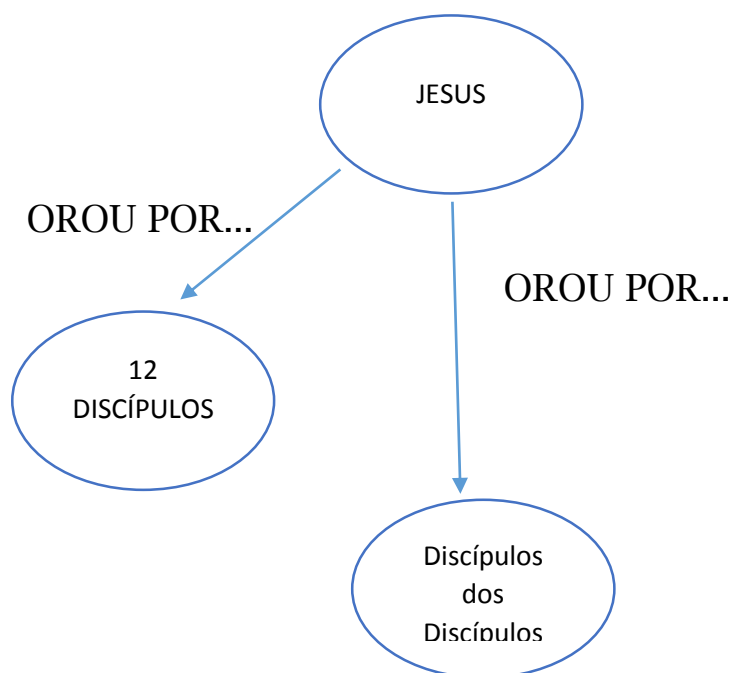 JESUS
OROU POR...
OROU POR...
12
DISCÍPULOS
Discípulos
dos
Discípulos